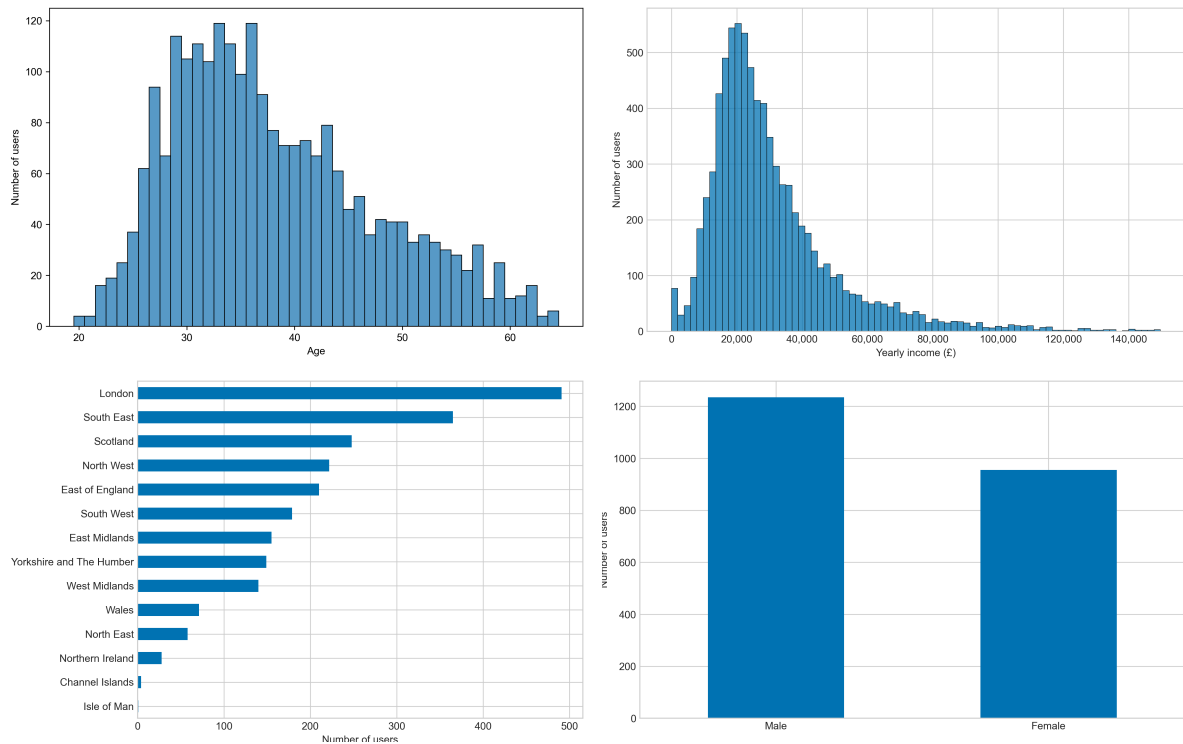 120
100
80
60
40
20
0
Number of users
20 30 40 50 60
Age
500
400
300
200
100
0
Number of users
0 20,000 40,000 60,000 80,000 100,000 120,000 140,000
Yearly income (£)
London
South East
Scotland
North West
East of England
South West
East Midlands
Yorkshire and The Humber
West Midlands
Wales
North East
Northern Ireland
Channel Islands
Isle of Man
0 100 200 300 400 500
Number of users
1200
1000
800
600
400
200
0
Number of users
Male Female